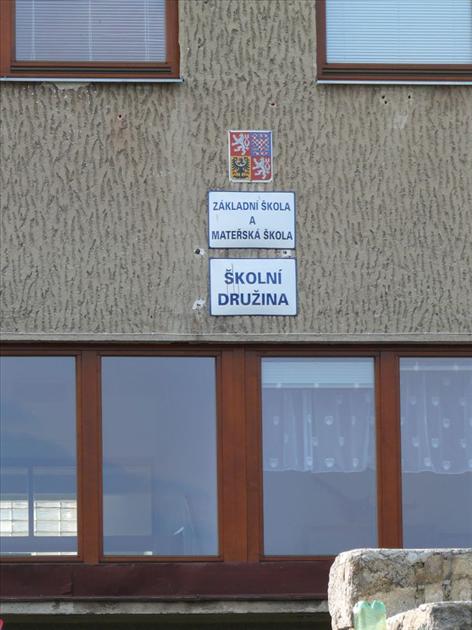 ZÁKLADNÍ ŠKOLA
A
MATEŘSKÁ ŠKOLA
ŠKOLNÍ
DRUŽINA